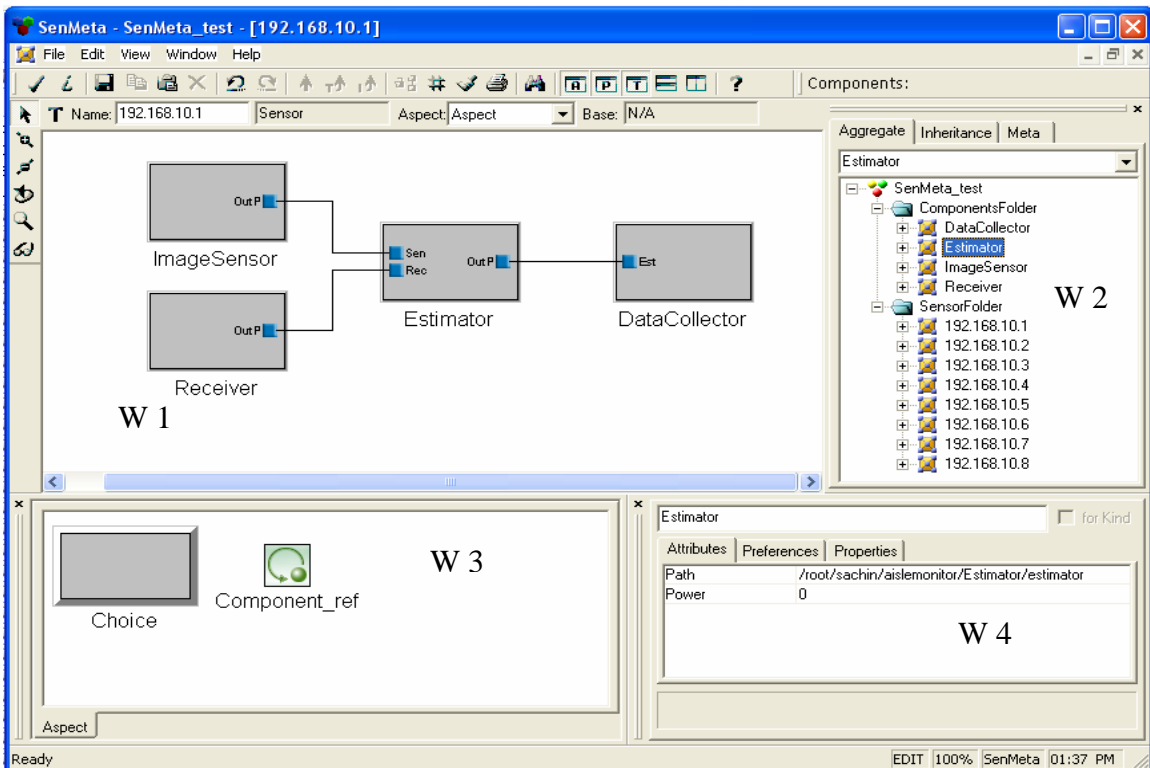 SenMeta - SenMeta_test - [192.168.10.1]
File Edit View Window Help
A P T ? Components:
T Name: 192.168.10.1 Sensor Aspect: Aspect Base: N/A
Aggregate Inheritance Meta
Estimator
SenMeta_test
ComponentsFolder
DataCollector
Estimator
ImageSensor
Receiver
SensorFolder
192.168.10.1
192.168.10.2
192.168.10.3
192.168.10.4
192.168.10.5
192.168.10.6
192.168.10.7
192.168.10.8
W 2
OutP
ImageSensor
Sen
Rec
OutP
Estimator
Est
DataCollector
OutP
Receiver
W 1
Choice
Component_ref
W 3
Aspect
Estimator for Kind
Attributes Preferences Properties
Path /root/sachin/aislemonitor/Estimator/estimator
Power 0
W 4
Ready EDIT 100% SenMeta 01:37 PM